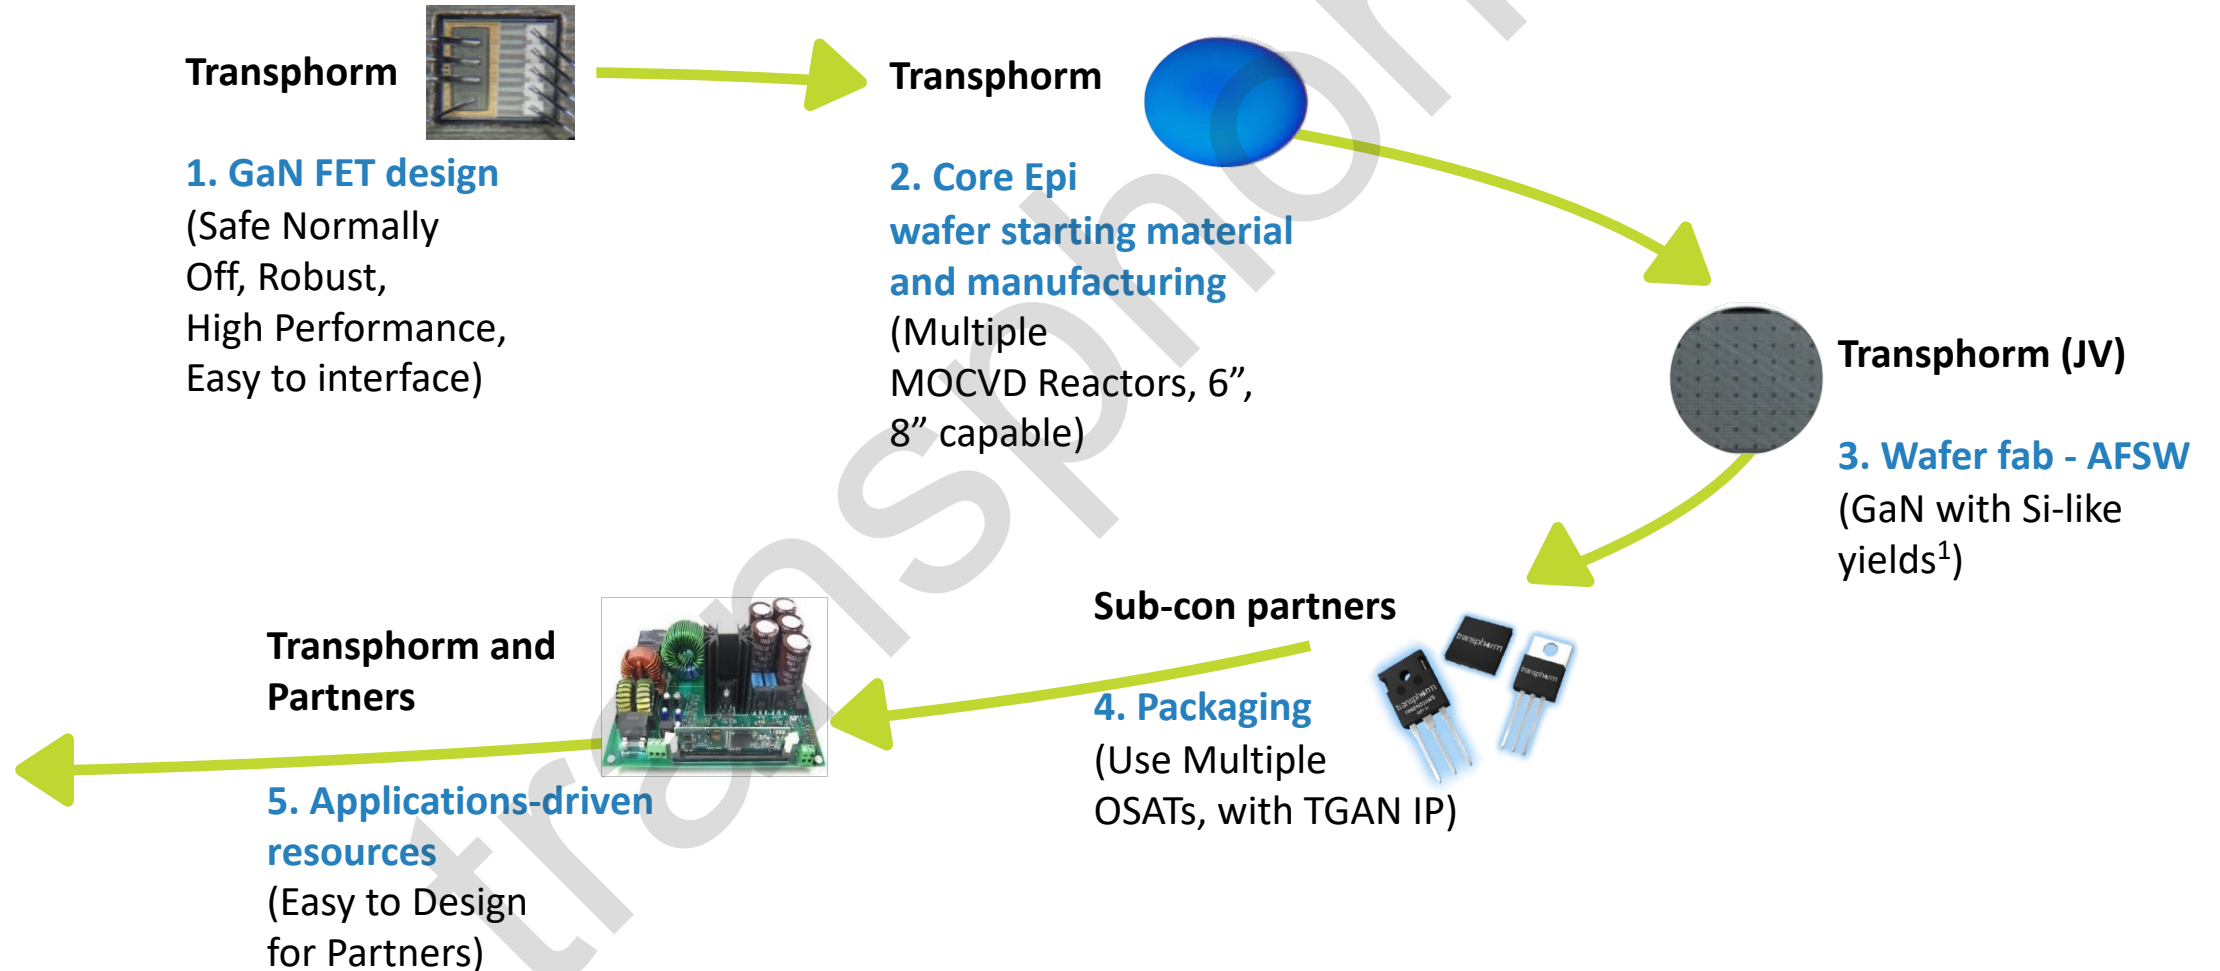 Transphorm
1. GaN FET design
(Safe Normally
Off, Robust,
High Performance,
Easy to interface)
Transphorm
2. Core Epi
wafer starting material
and manufacturing
(Multiple
MOCVD Reactors, 6”,
8” capable)
Transphorm (JV)
3. Wafer fab - AFSW
(GaN with Si-like
yields¹)
Sub-con partners
4. Packaging
(Use Multiple
OSATs, with TGAN IP)
transphorm
transphorm
transphorm
Transphorm and
Partners
5. Applications-driven
resources
(Easy to Design
for Partners)
transphorm